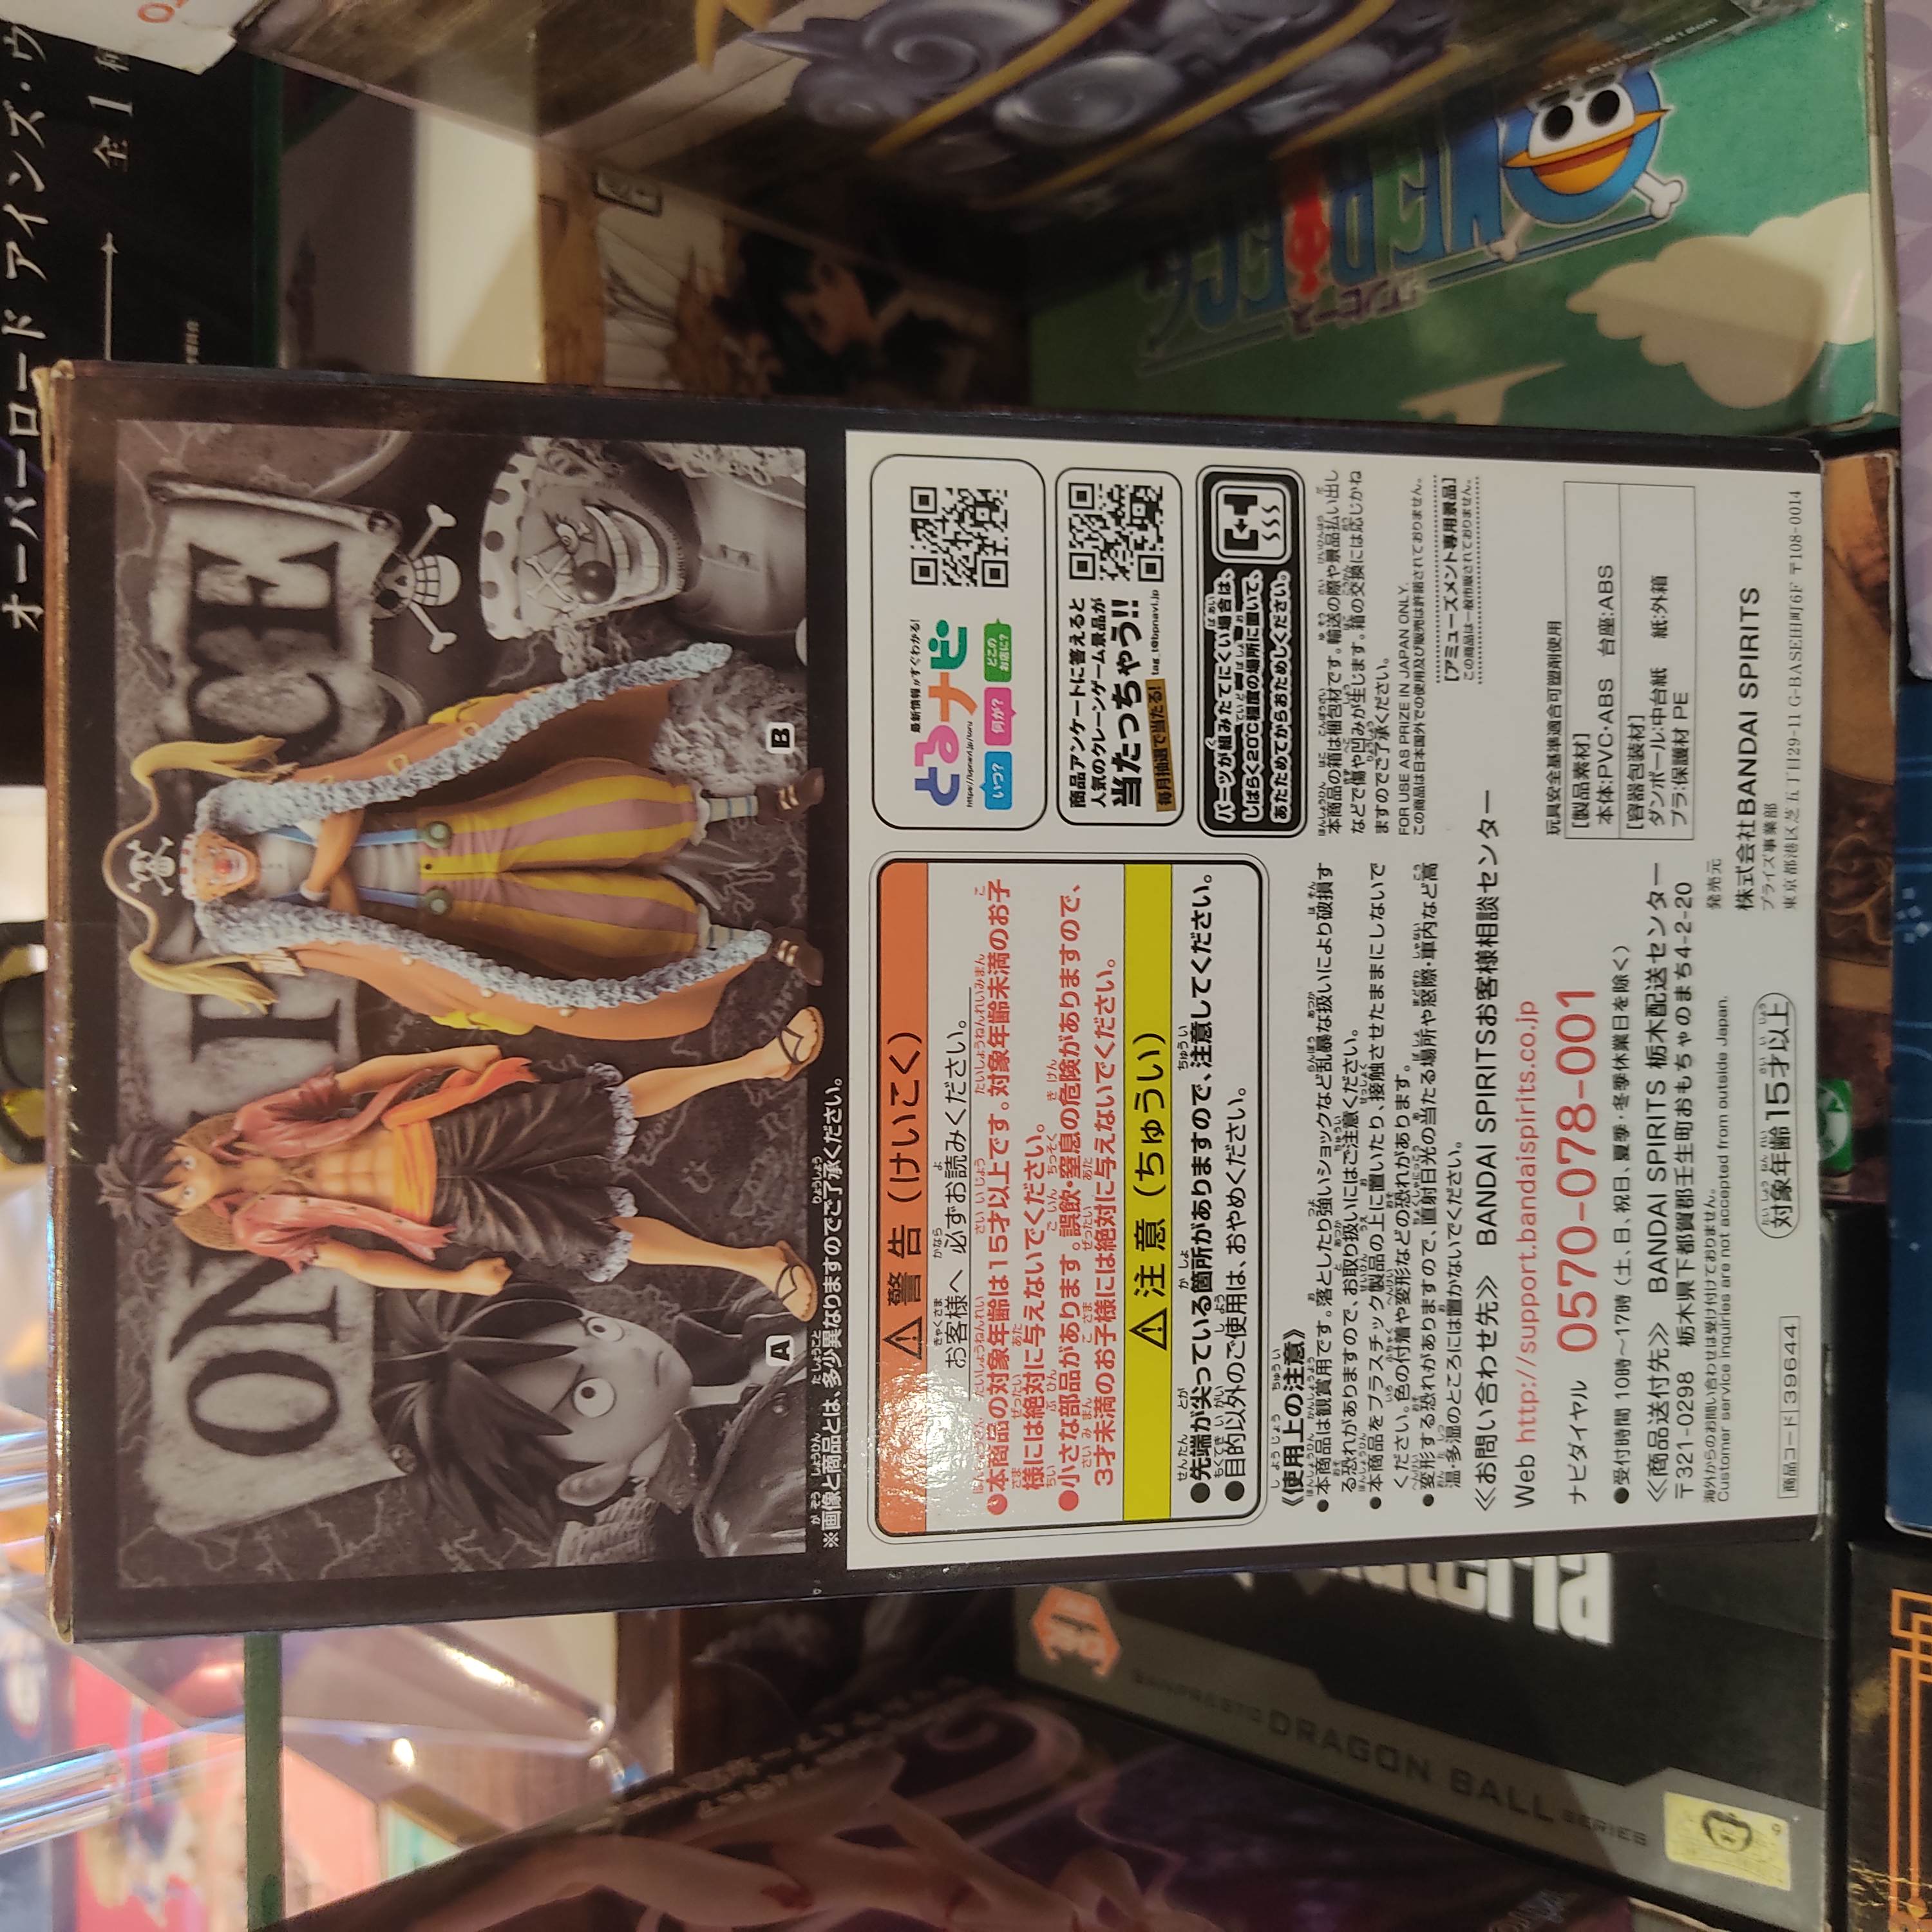 ONE PIECE
A
B
※画像と商品とは、多少異なりますのでご了承ください。
⚠ 警告（けいこく）
お客様へ 必ずお読みください。
●本商品の対象年齢は15才以上です。対象年齢未満のお子
様には絶対に与えないでください。
●小さな部品があります。誤飲・窒息の危険がありますので、
3才未満のお子様には絶対に与えないでください。
⚠ 注意（ちゅうい）
●先端が尖っている箇所がありますので、注意してください。
●目的以外のご使用は、おやめください。
《使用上の注意》
●本商品は観賞用です。落としたり強いショックなど乱暴な扱いにより破損す
る恐れがありますので、お取り扱いにはご注意ください。
●本商品をプラスチック製品の上に置いたり、接触させたままにしないで
ください。色の付着や変形などの恐れがあります。
●変形する恐れがありますので、直射日光の当たる場所や窓際・車内など高
温・多湿のところには置かないでください。
最新情報がすぐわかる!
とるナビ
https://bpnavi.jp/toru
いつ? 何が? どこのお店に?
商品アンケートに答えると
人気のクレーンゲーム景品が
当たっちゃう!!
毎月抽選で当たる!
パーツが組みたてにくい場合は、
しばらく20℃程度の場所に置いて、
あたためてからおためしください。
本商品の箱は梱包材です。輸送の際や景品払い出し
などで傷や凹みが生じます。箱の交換には応じかね
ますのでご了承ください。
FOR USE AS PRIZE IN JAPAN ONLY.
この商品は日本国外での使用及び販売は許諾されておりません。
[アミューズメント専用景品]
この商品は一般市販されておりません。
《お問い合わせ先》 BANDAI SPIRITSお客様相談センター
Web http://support.bandaispirits.co.jp
ナビダイヤル 0570-078-001
●受付時間 10時～17時（土、日、祝日、夏季・冬季休業日を除く）
《商品送付先》 BANDAI SPIRITS 栃木配送センター
〒321-0298 栃木県下都賀郡壬生町おもちゃのまち4-2-20
海外からのお問い合わせは受け付けておりません。
Customer service inquiries are not accepted from outside Japan.
商品コード 39644
対象年齢15才以上
玩具安全基準適合可塑剤使用
[製品素材]
本体:PVC・ABS 台座:ABS
[容器包装材]
ダンボール:中台紙 紙:外箱
プラ:保護材 PE
発売元
株式会社BANDAI SPIRITS
プライズ事業部
東京都港区芝五丁目29-11 G-BASE田町6F 〒108-0014
オーバーロード アインズ・ウ
全1種
ONE PIECE
ワンピース
BANPRESTO DRAGON BALL SERIES